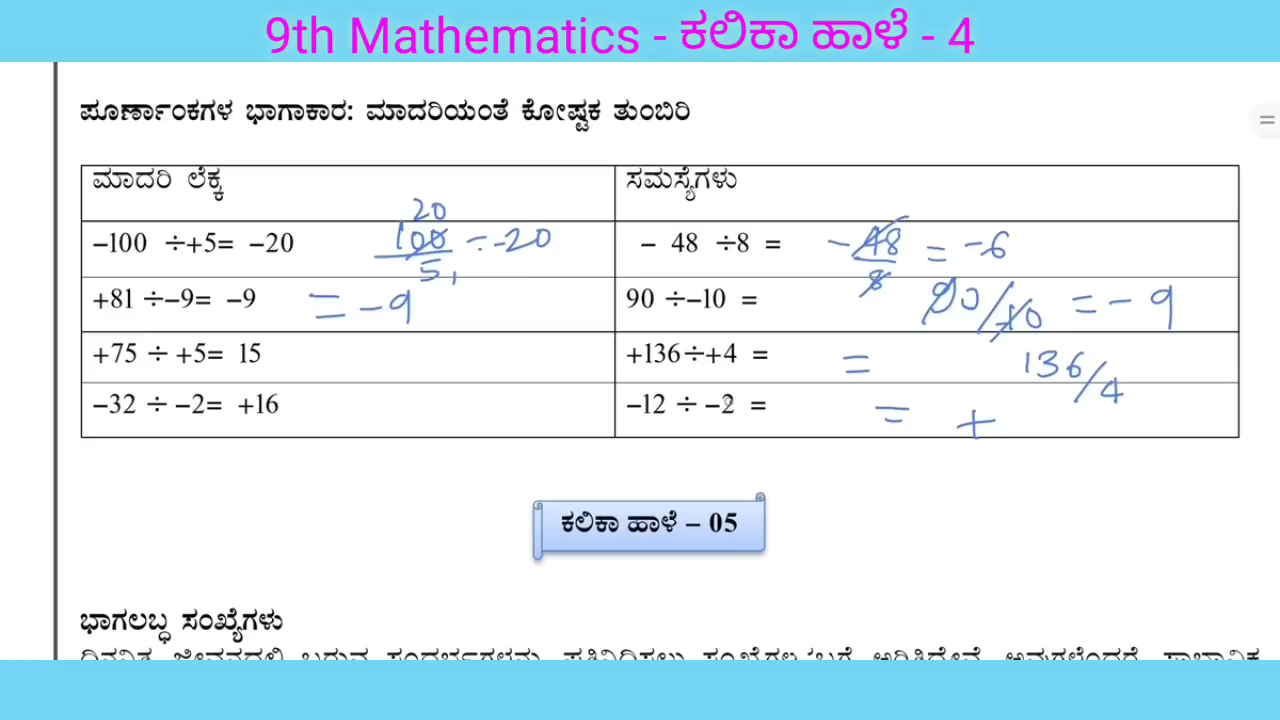 9th Mathematics - ಕಲಿಕಾ ಹಾಳೆ - 4
ಪೂರ್ಣಾಂಕಗಳ ಭಾಗಾಕಾರ: ಮಾದರಿಯಂತೆ ಕೋಷ್ಟಕ ತುಂಬಿರಿ
ಮಾದರಿ ಲೆಕ್ಕ ಸಮಸ್ಯೆಗಳು
20
−100 ÷+5= -20 100 = -20 − 48 ÷8 = -48 = -6
5 1 8
+81 ÷−9= −9 = -9 90 ÷−10 = 90/-10 = -9
+75 ÷ +5= 15 +136÷+4 = = 136/4
-32 ÷ −2= +16 -12 ÷ −2 = = +
ಕಲಿಕಾ ಹಾಳೆ – 05
ಭಾಗಲಬ್ಧ ಸಂಖ್ಯೆಗಳು